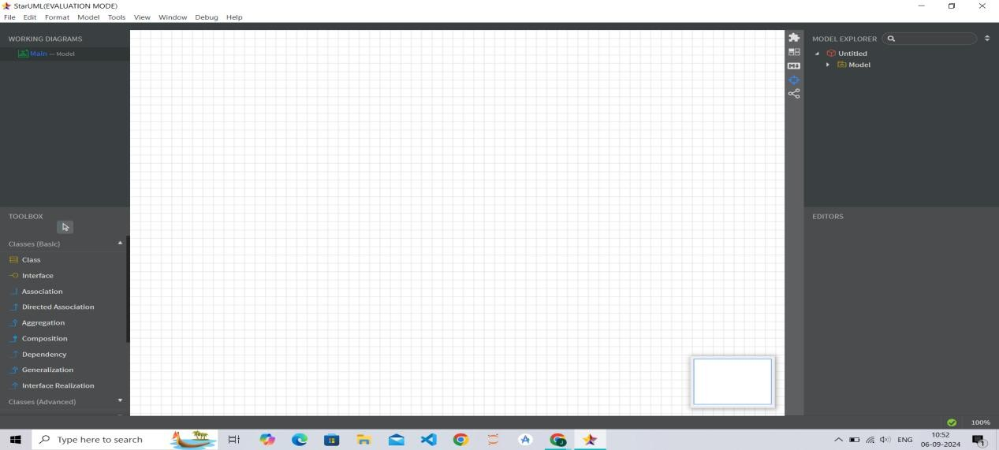 StarUML(EVALUATION MODE)
File Edit Format Model Tools View Window Debug Help
WORKING DIAGRAMS
Main — Model
TOOLBOX
Classes (Basic)
Class
Interface
Association
Directed Association
Aggregation
Composition
Dependency
Generalization
Interface Realization
Classes (Advanced)
M↓
MODEL EXPLORER
Untitled
Model
EDITORS
100%
Type here to search
ENG
10:52
06-09-2024
1